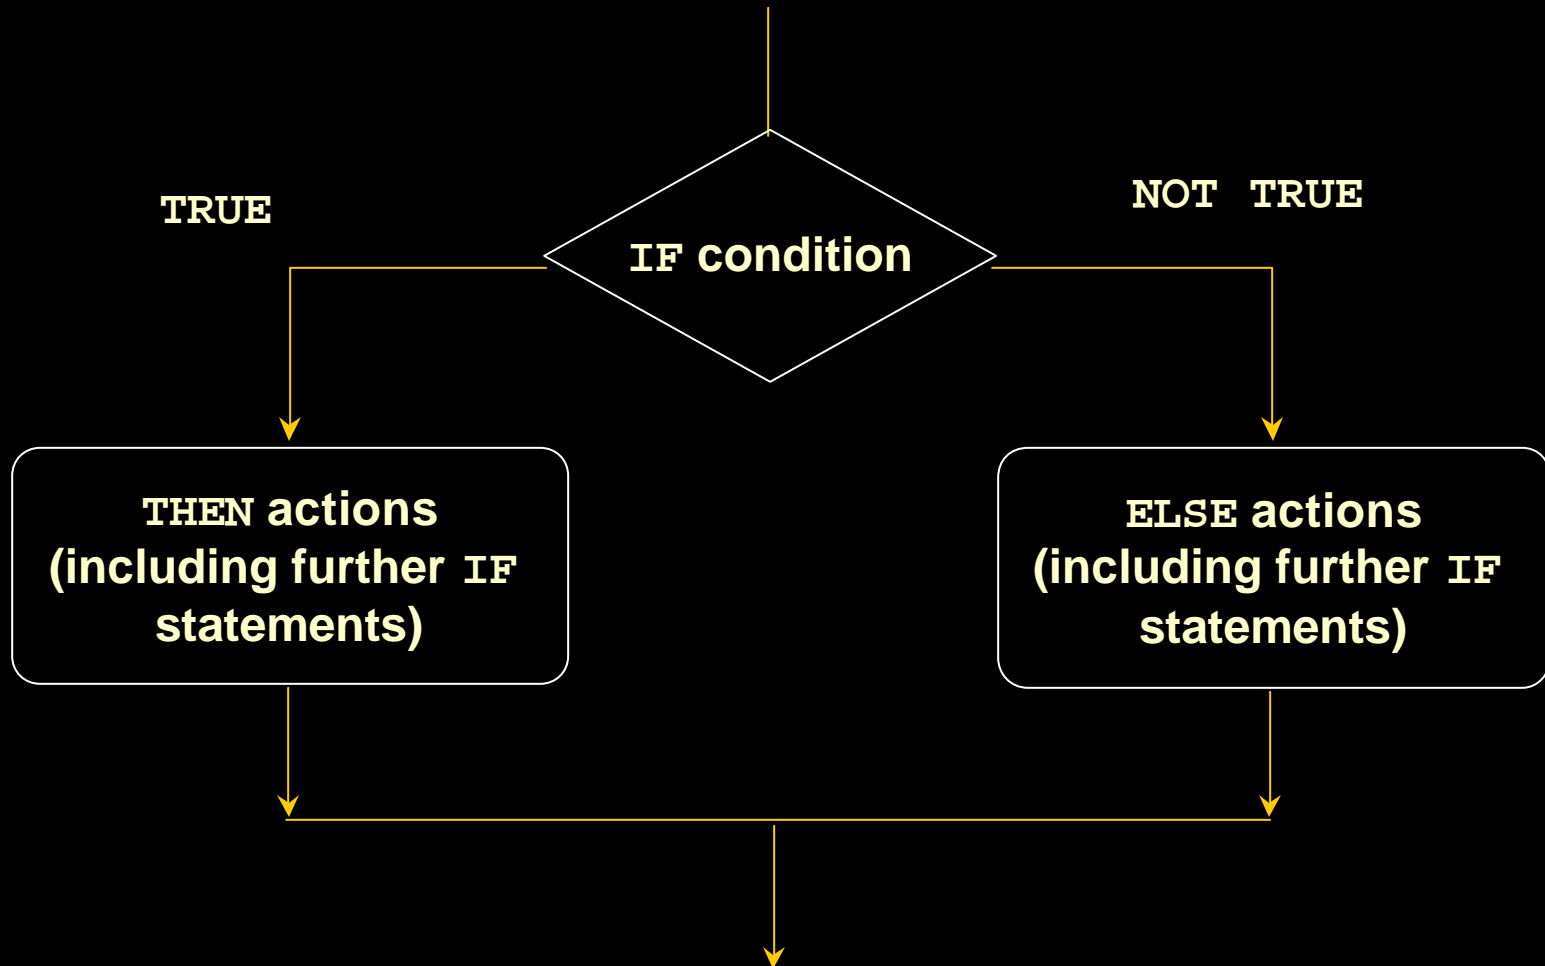 TRUE
NOT TRUE
IF condition
THEN actions
(including further IF
statements)
ELSE actions
(including further IF
statements)